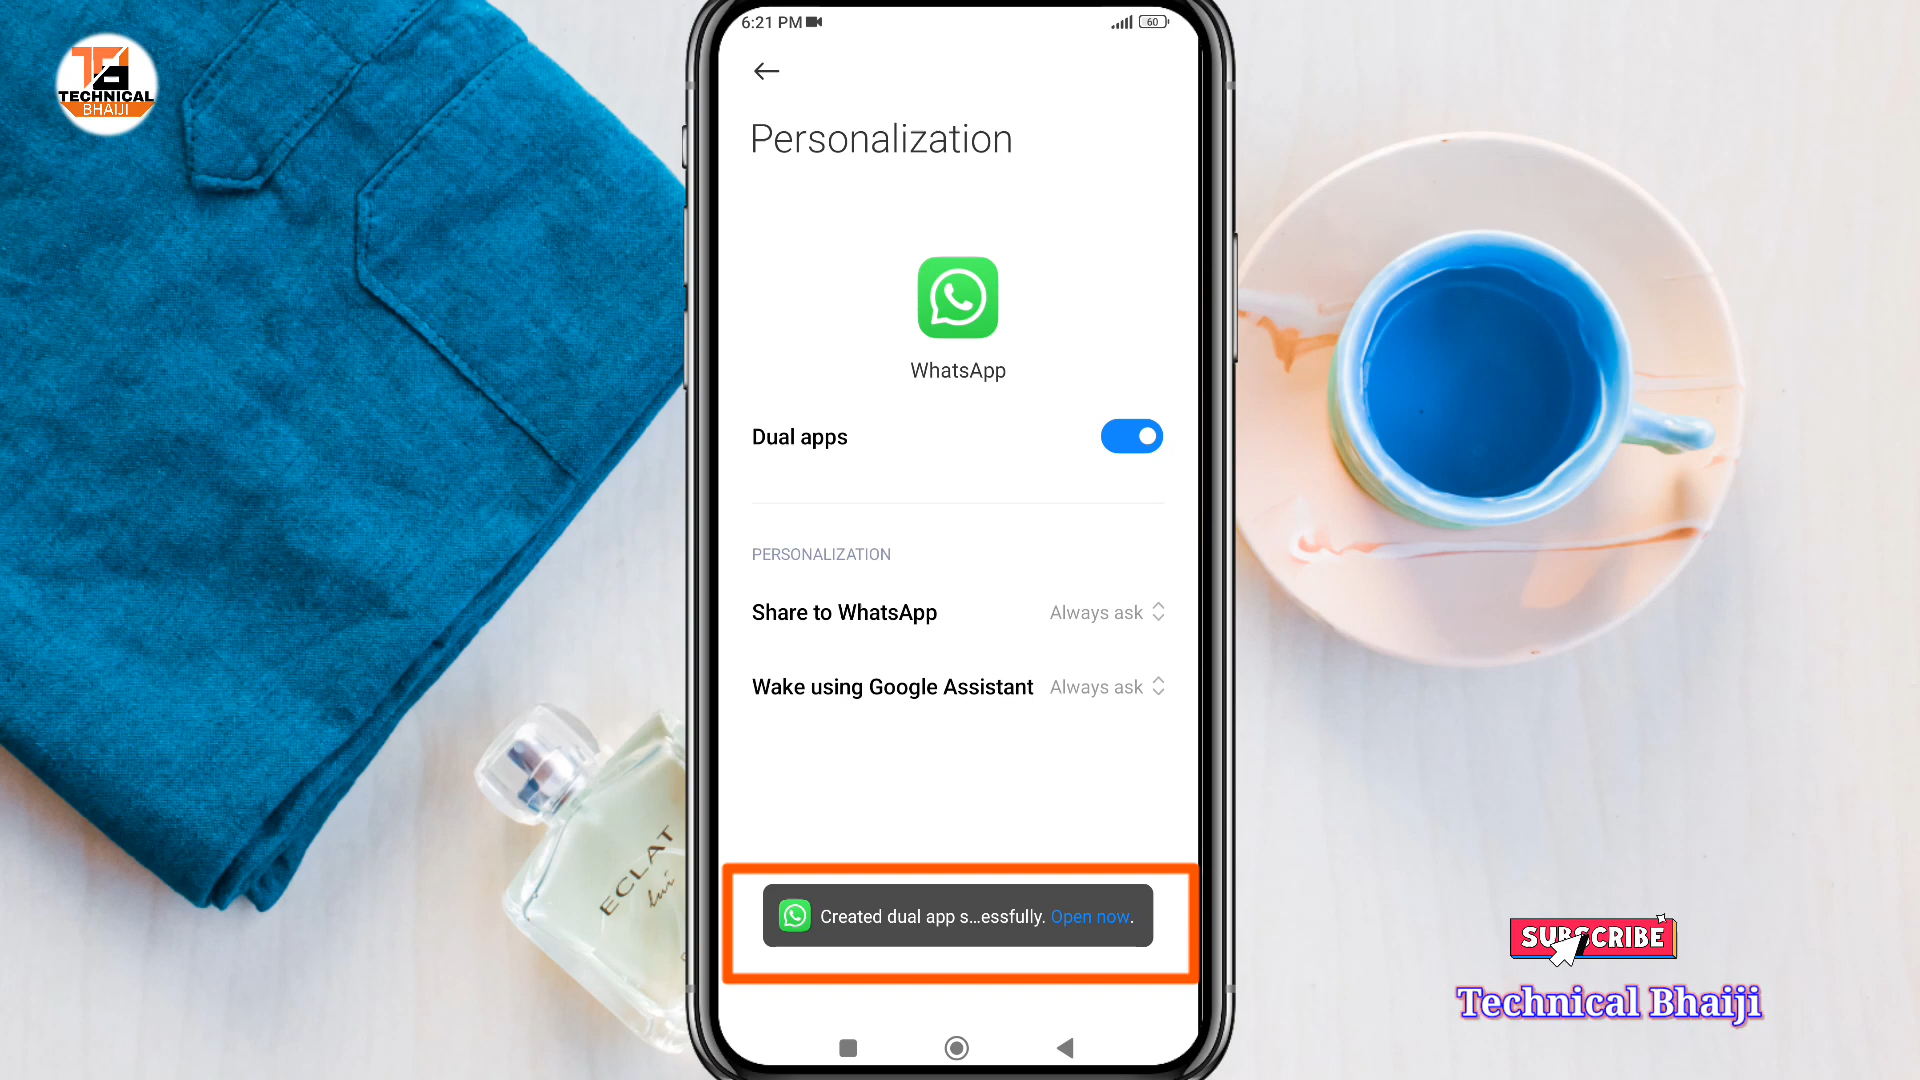 6:21 PM
60
TECHNICAL
BHAIJI
Personalization
WhatsApp
Dual apps
PERSONALIZATION
Share to WhatsApp Always ask
Wake using Google Assistant Always ask
Created dual app s...essfully. Open now.
ECLAT
lui
SUBSCRIBE
Technical Bhaiji